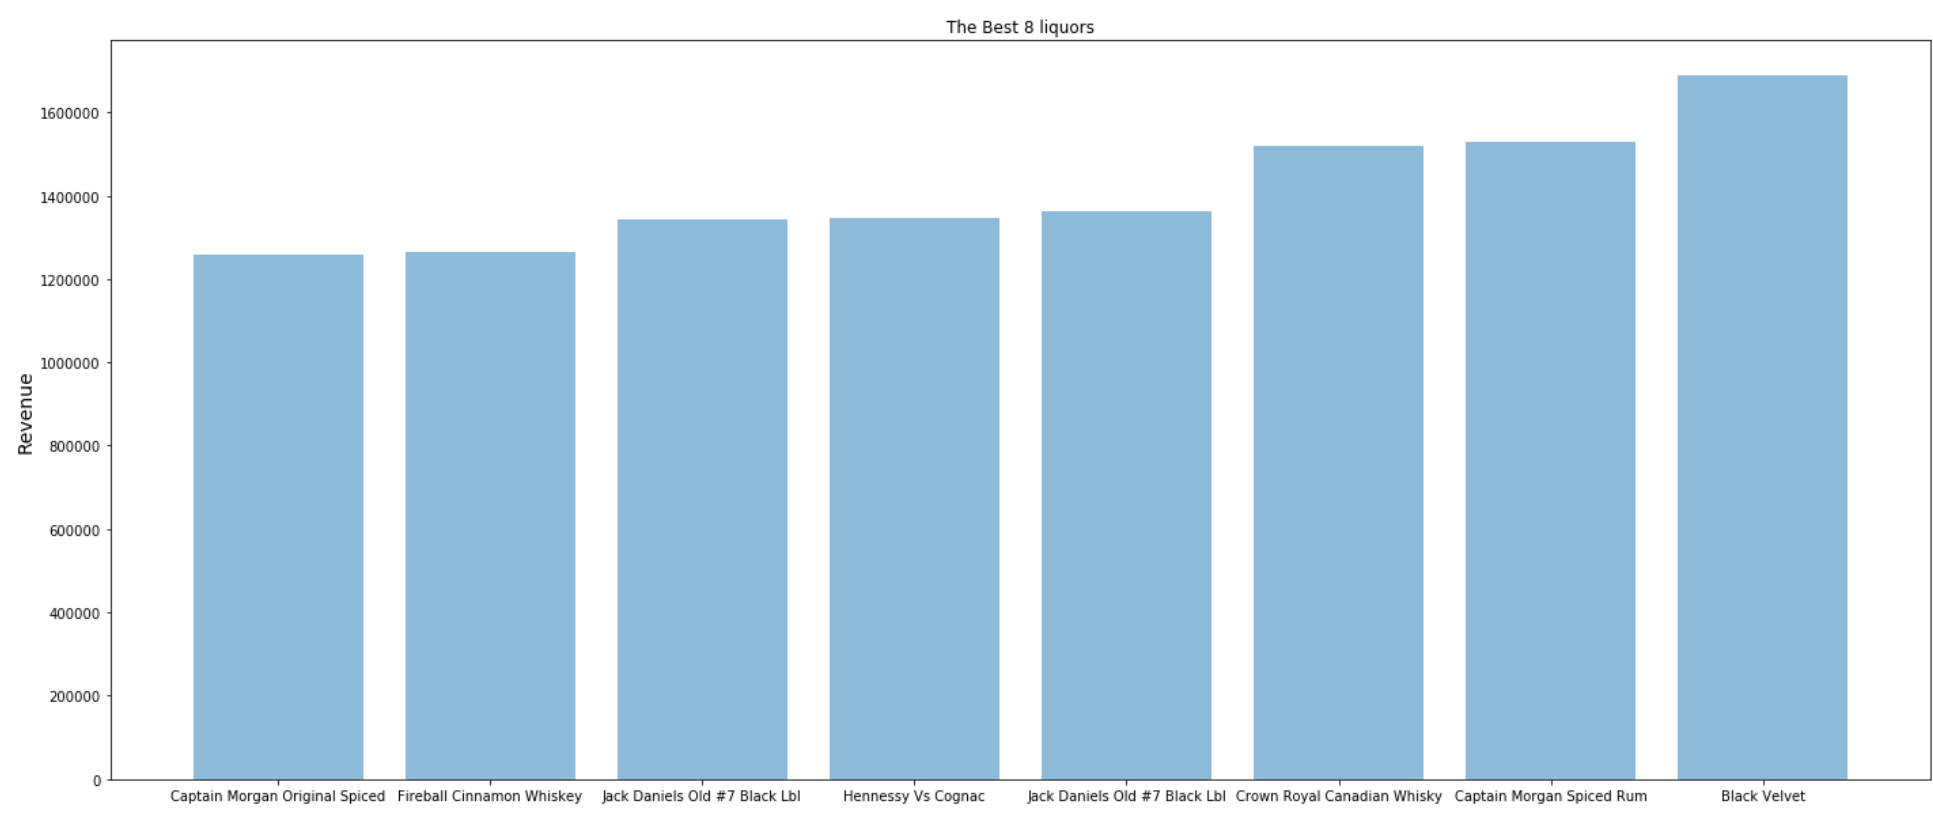 The Best 8 liquors
Revenue
1600000
1400000
1200000
1000000
800000
600000
400000
200000
0
Captain Morgan Original Spiced
Fireball Cinnamon Whiskey
Jack Daniels Old #7 Black Lbl
Hennessy Vs Cognac
Jack Daniels Old #7 Black Lbl
Crown Royal Canadian Whisky
Captain Morgan Spiced Rum
Black Velvet